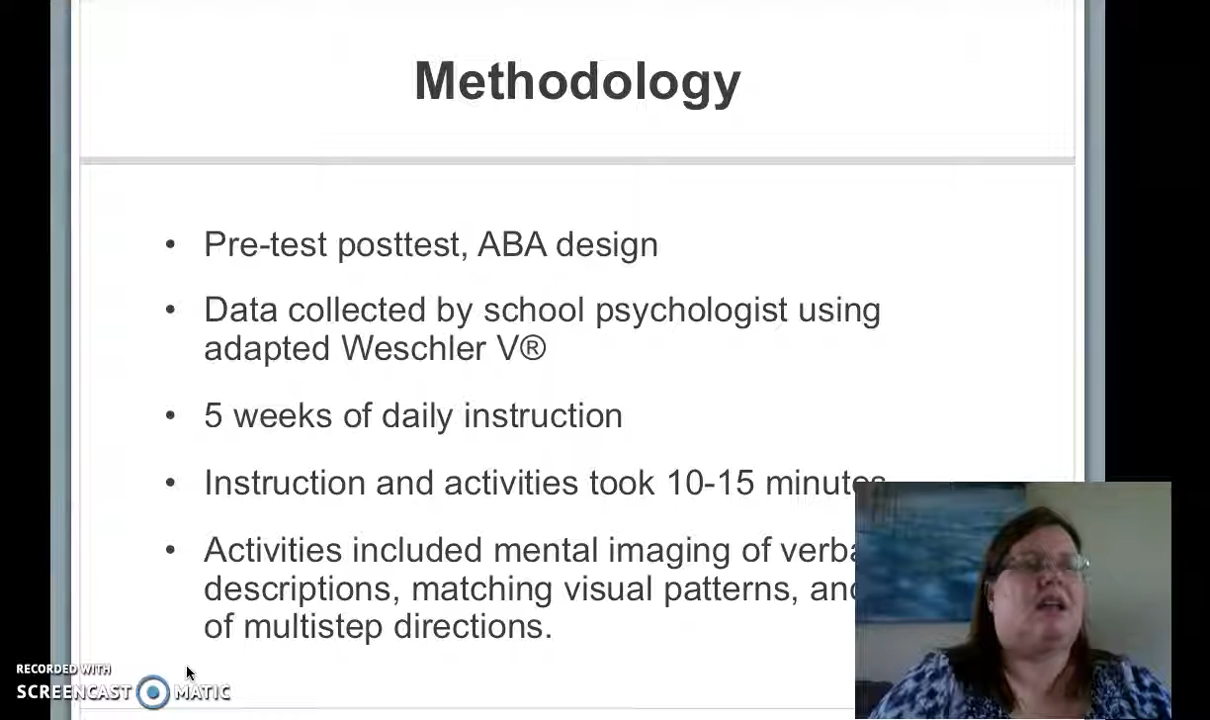 Methodology
• Pre-test posttest, ABA design
• Data collected by school psychologist using
adapted Weschler V®
• 5 weeks of daily instruction
• Instruction and activities took 10-15 minutes
• Activities included mental imaging of
descriptions, matching visual patterns,
of multistep directions.
RECORDED WITH
SCREENCAST MATIC